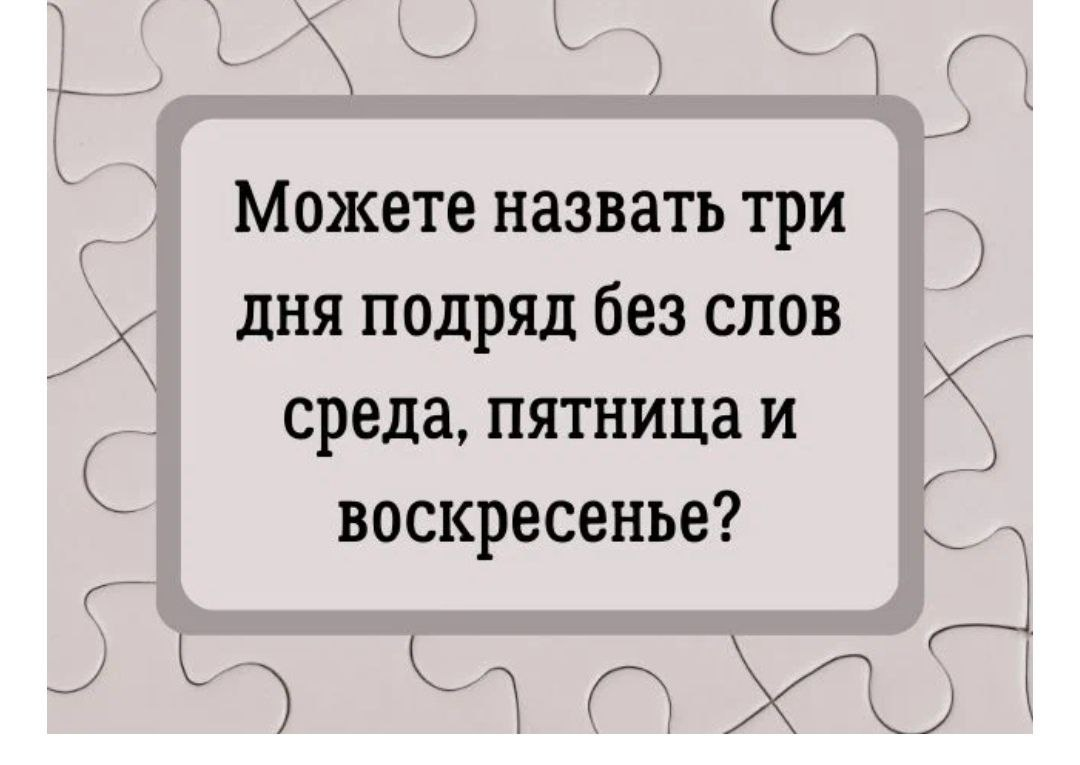 Можете назвать три
дня подряд без слов
среда, пятница и
воскресенье?